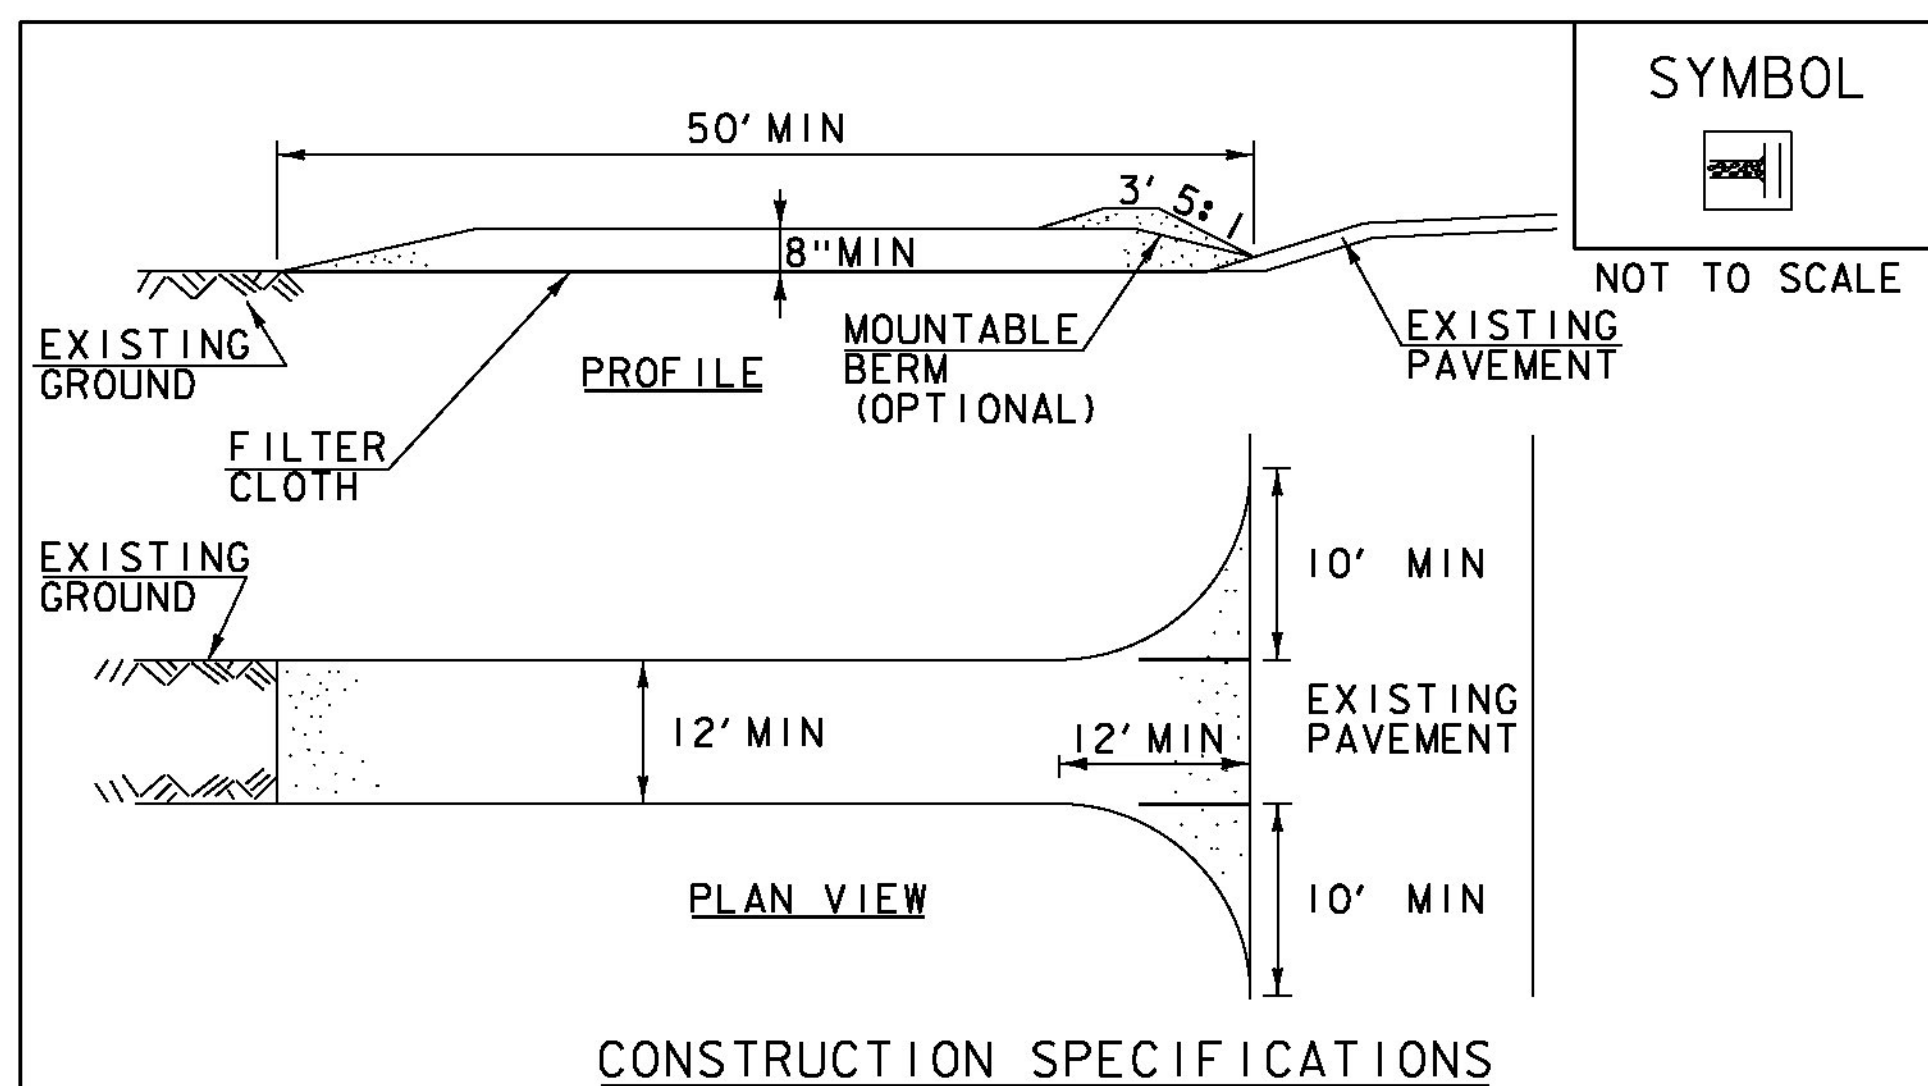 SYMBOL
NOT TO SCALE
50' MIN
3' 5:1
8" MIN
EXISTING
GROUND
PROFILE
MOUNTABLE
BERM
(OPTIONAL)
EXISTING
PAVEMENT
FILTER
CLOTH
EXISTING
GROUND
10' MIN
12' MIN
12' MIN
EXISTING
PAVEMENT
PLAN VIEW
10' MIN
CONSTRUCTION SPECIFICATIONS